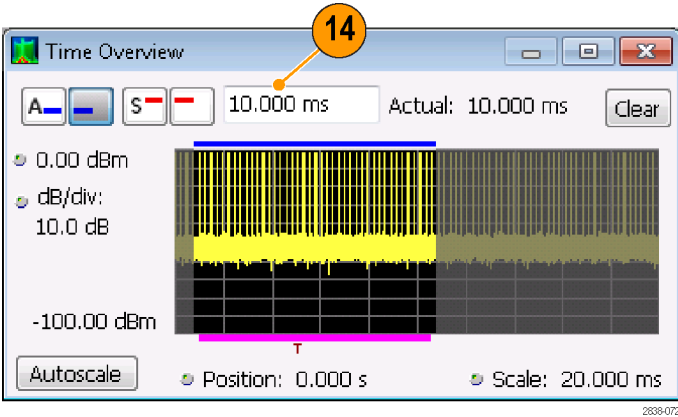 14
Time Overview
A
S
10.000 ms
Actual: 10.000 ms
Clear
0.00 dBm
dB/div:
10.0 dB
-100.00 dBm
T
Autoscale
Position: 0.000 s
Scale: 20.000 ms
2838-072